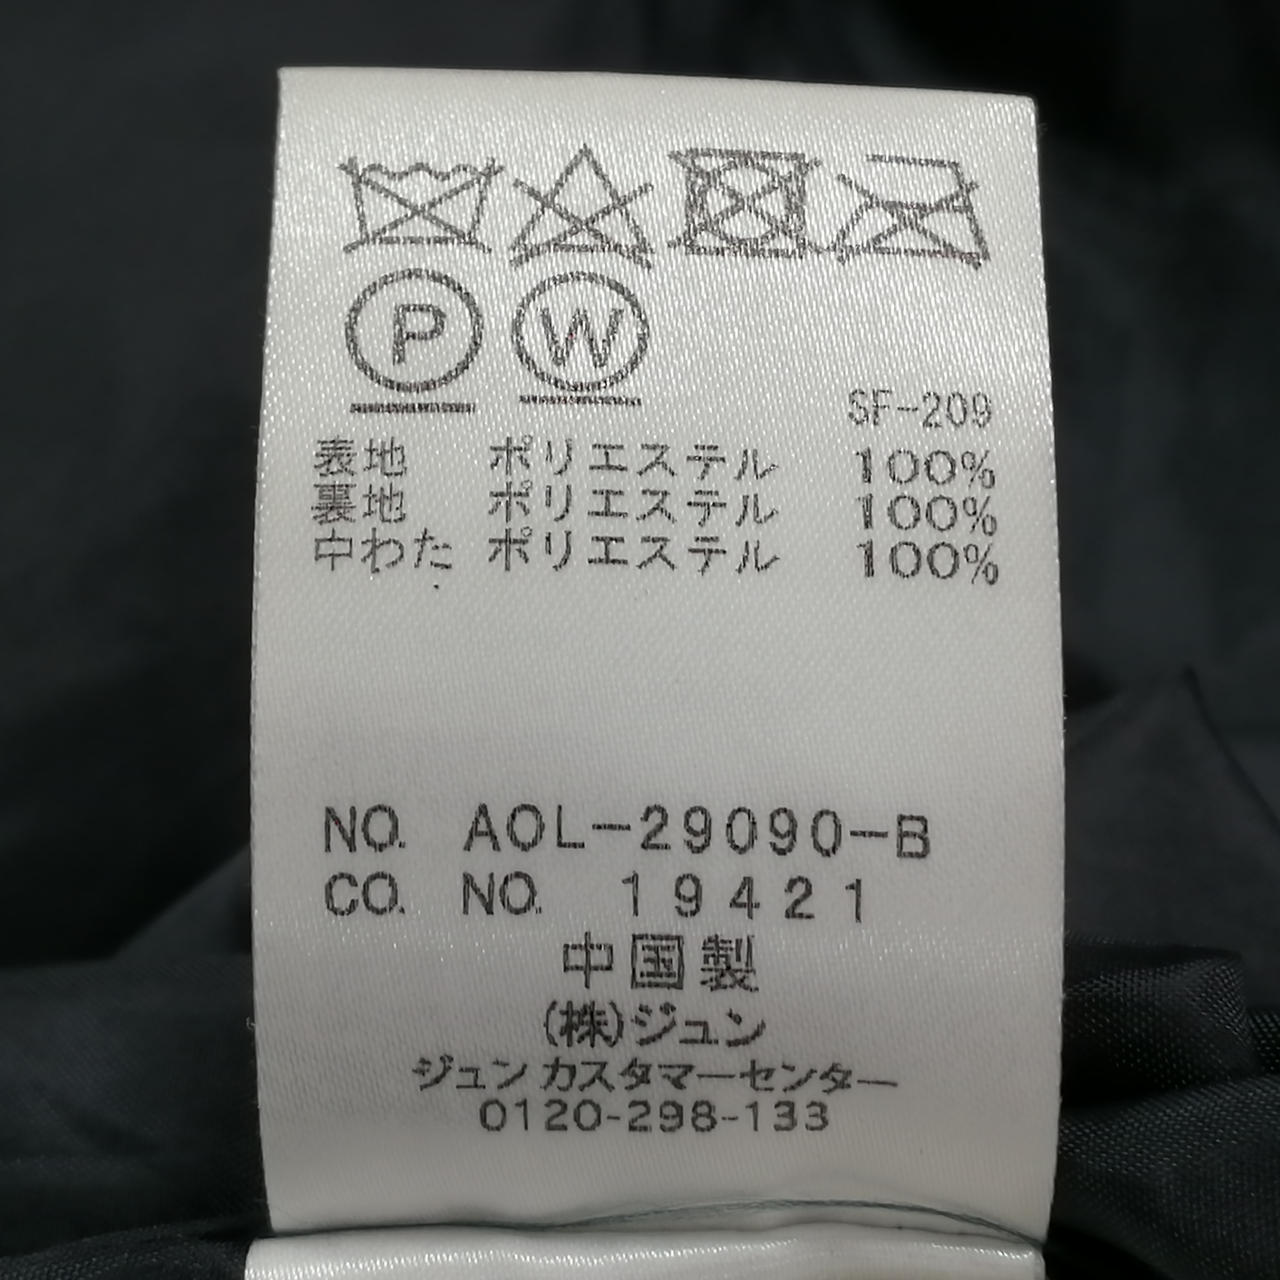 P W
SF-209
表地 ポリエステル 100%
裏地 ポリエステル 100%
中わた ポリエステル 100%
NO. AOL-29090-B
CO. NO. 19421
中国製
(株)ジュン
ジュン カスタマーセンター
0120-298-133